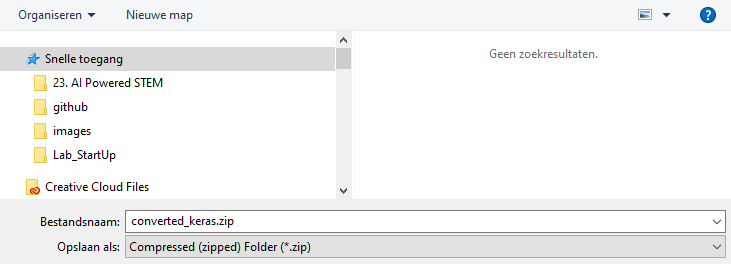 Organiseren Nieuwe map
Snelle toegang
23. AI Powered STEM
github
images
Lab_StartUp
Creative Cloud Files
Geen zoekresultaten.
Bestandsnaam: converted_keras.zip
Opslaan als: Compressed (zipped) Folder (*.zip)